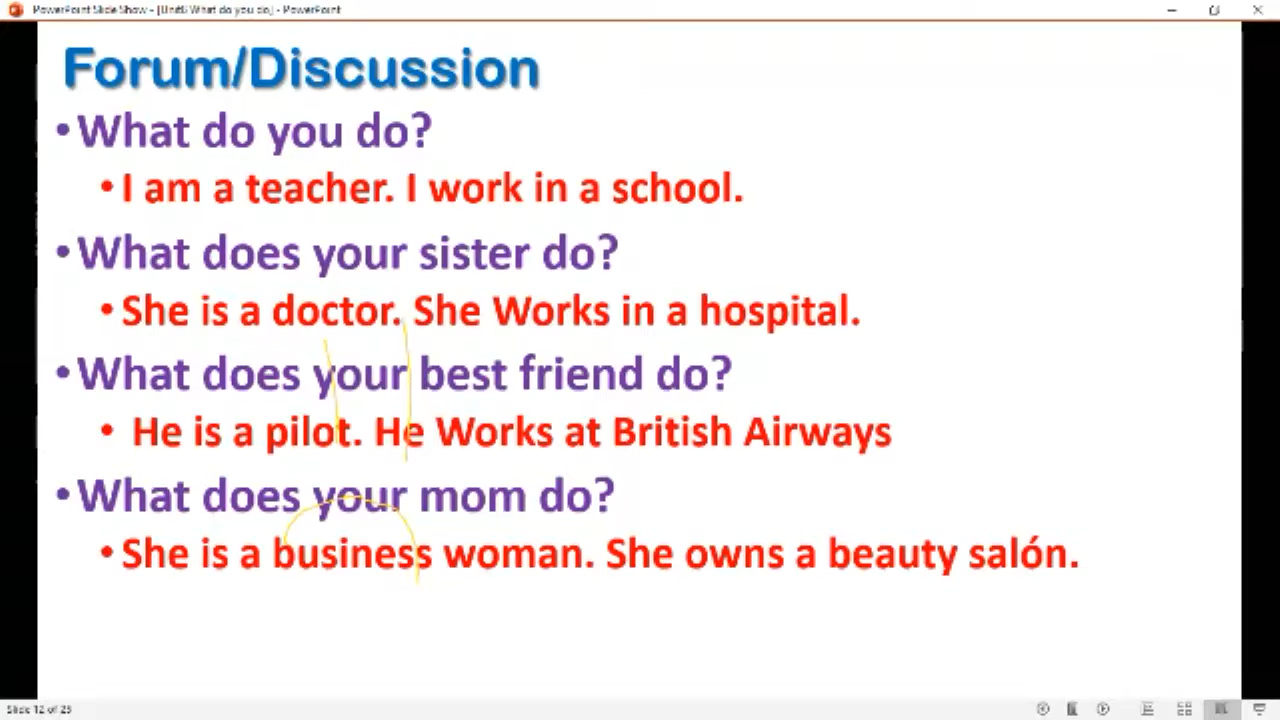 PowerPoint Slide Show - [Unit6 What do you do] - PowerPoint
Forum/Discussion
•What do you do?
•I am a teacher. I work in a school.
•What does your sister do?
•She is a doctor. She Works in a hospital.
•What does your best friend do?
• He is a pilot. He Works at British Airways
•What does your mom do?
•She is a business woman. She owns a beauty salón.
Slide 12 of 23